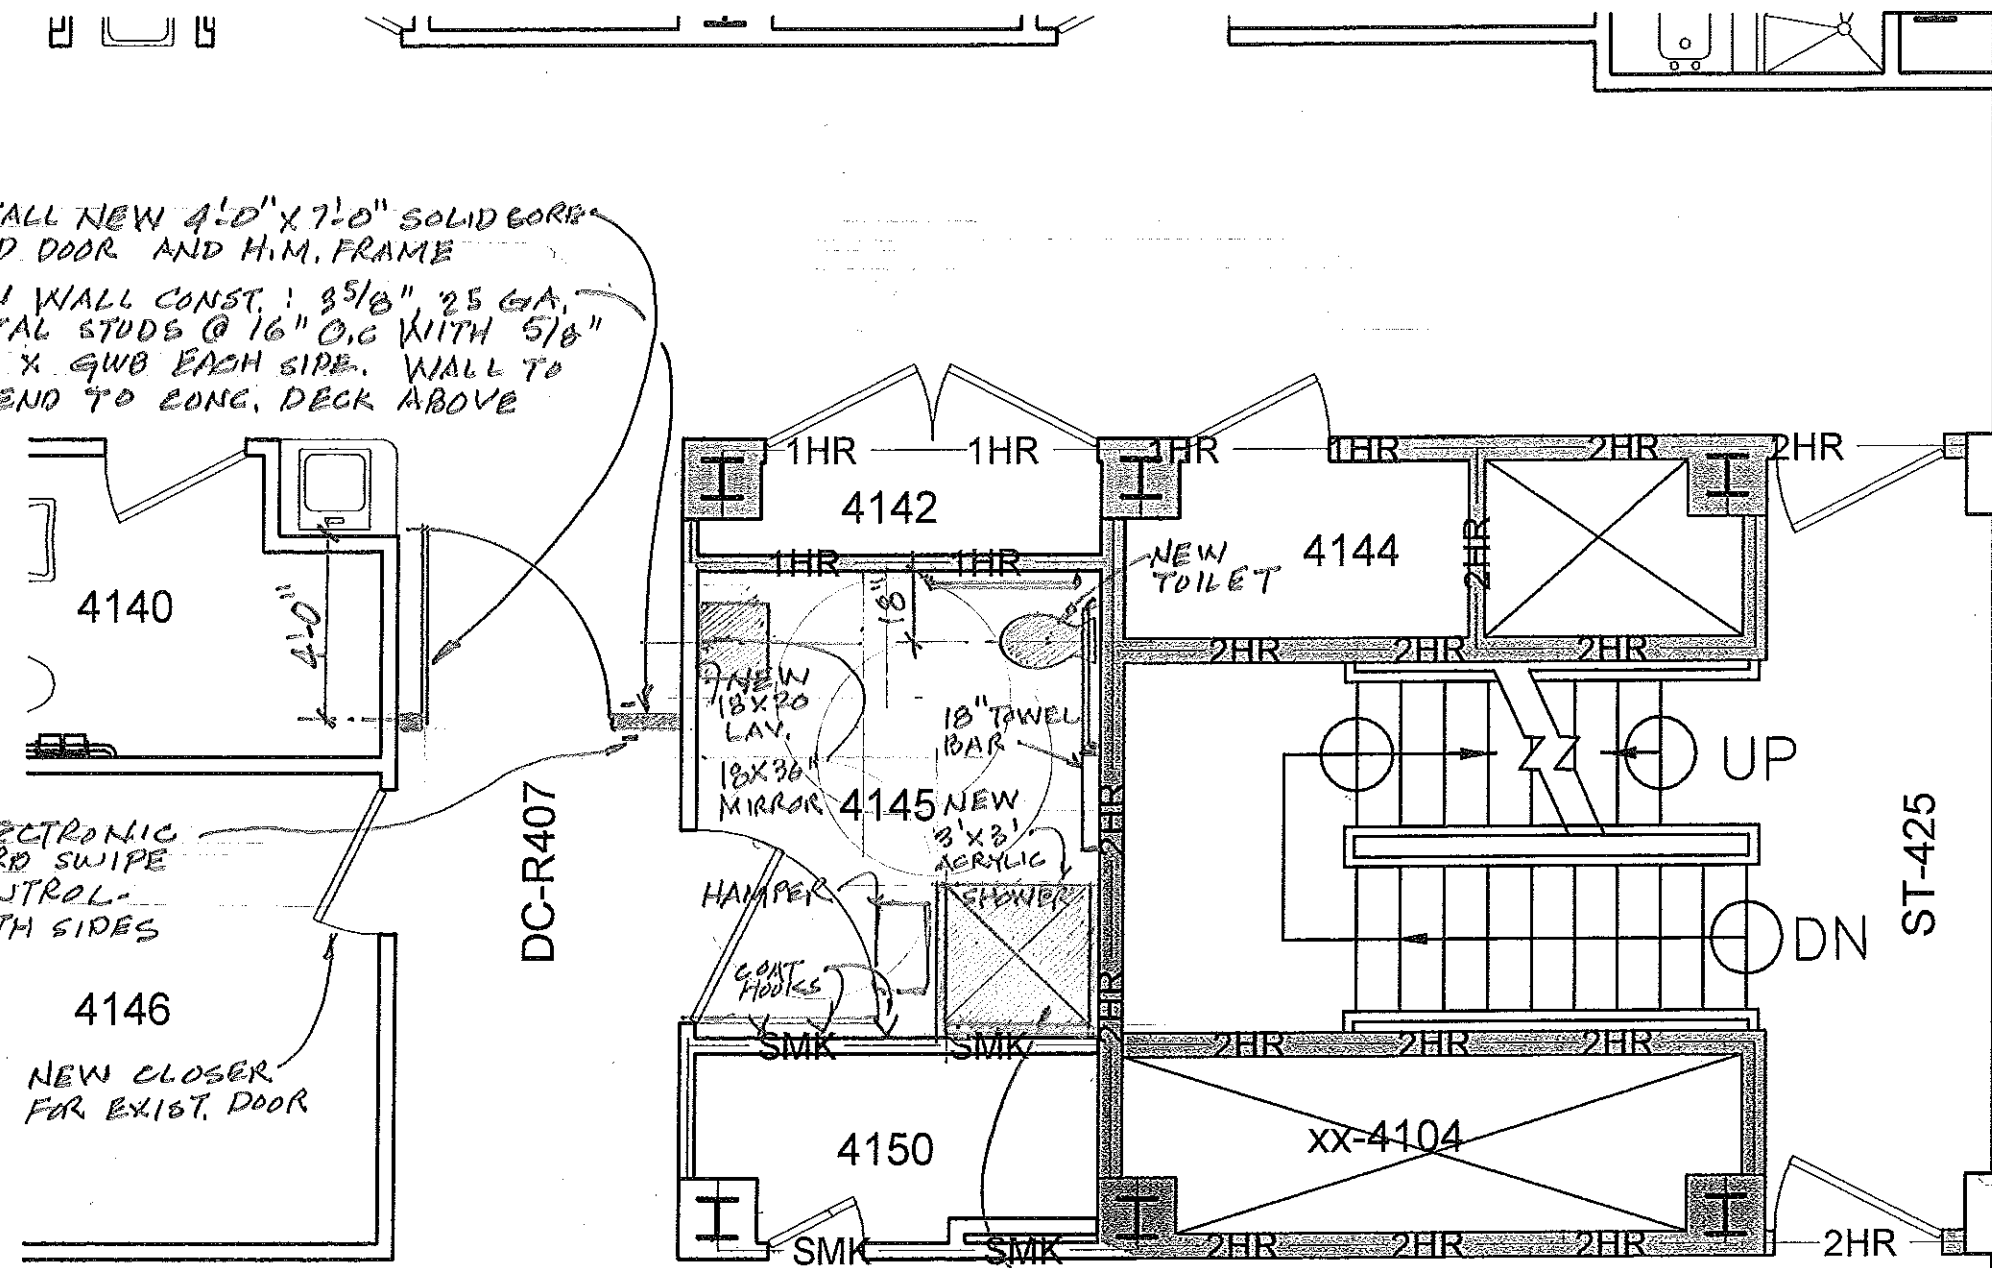 TALL NEW 4'-0" X 7'-0" SOLID CORE
D DOOR AND H.M. FRAME
WALL CONST.: 3 5/8", 25 GA.
TAL STUDS @ 16" O.C WITH 5/8"
X GWB EACH SIDE. WALL TO
END TO CONC. DECK ABOVE
1HR 1HR 1HR 1HR 2HR 2HR
4142
4144
2HR
1HR 1HR
NEW
TOILET
4140
4'-0"
18"
2HR 2HR 2HR
NEW
18X20
LAV.
18X36"
MIRROR
18" TOWEL
BAR
UP
4145
NEW
3'X3'
ACRYLIC
SHOWER
2HR
ECTRONIC
RD SWIPE
NTROL-
TH SIDES
DC-R407
HAMPER
ST-425
DN
COAT
HOOKS
2HR
4146
SMK SMK
2HR 2HR 2HR
NEW CLOSER
FOR EXIST. DOOR
4150
xx-4104
SMK SMK
2HR 2HR 2HR 2HR